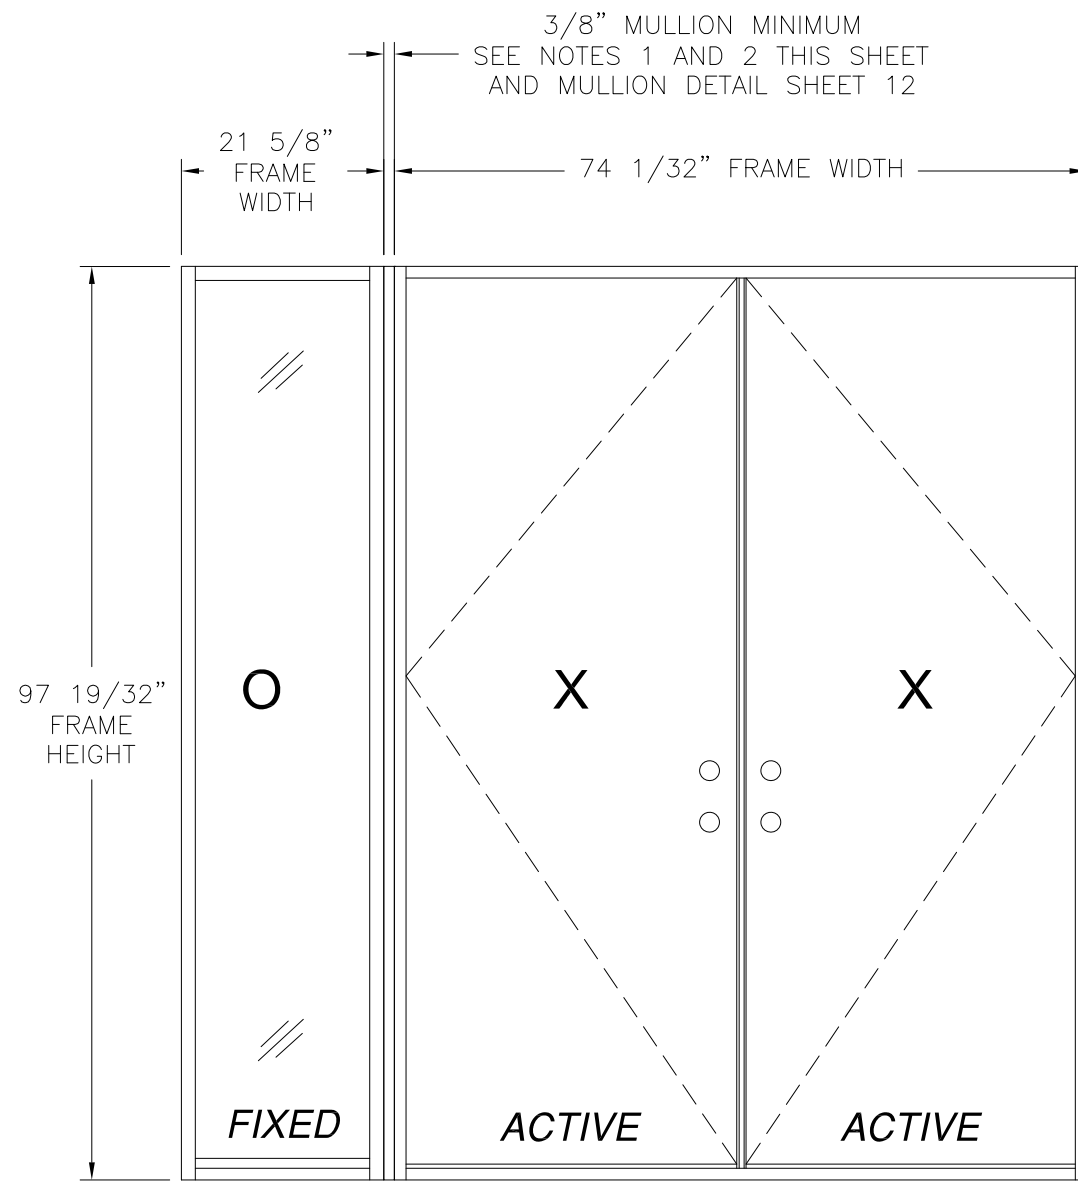 3/8” MULLION MINIMUM
SEE NOTES 1 AND 2 THIS SHEET
AND MULLION DETAIL SHEET 12
21 5/8”
FRAME
WIDTH
74 1/32” FRAME WIDTH
97 19/32”
FRAME
HEIGHT
O
X
X
FIXED
ACTIVE
ACTIVE